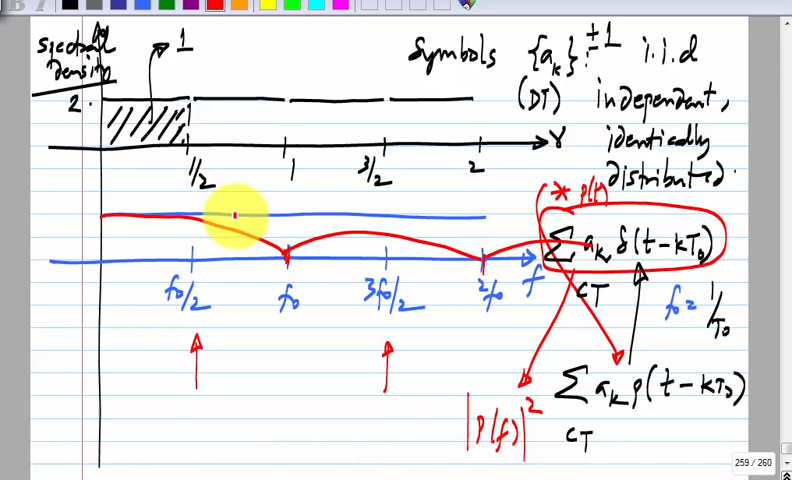 spectral density
2
1
Symbols {a_k} : ±1 i.i.d
(DT) independent,
identically
distributed.
1/2 1 3/2 2 ν
* p(t)
∑ a_k δ(t-kT_0)
CT
f_0/2 f_0 3f_0/2 2f_0 f
f_0 = 1/T_0
∑ a_k p(t-kT_0)
CT
|P(f)|^2
259 / 260